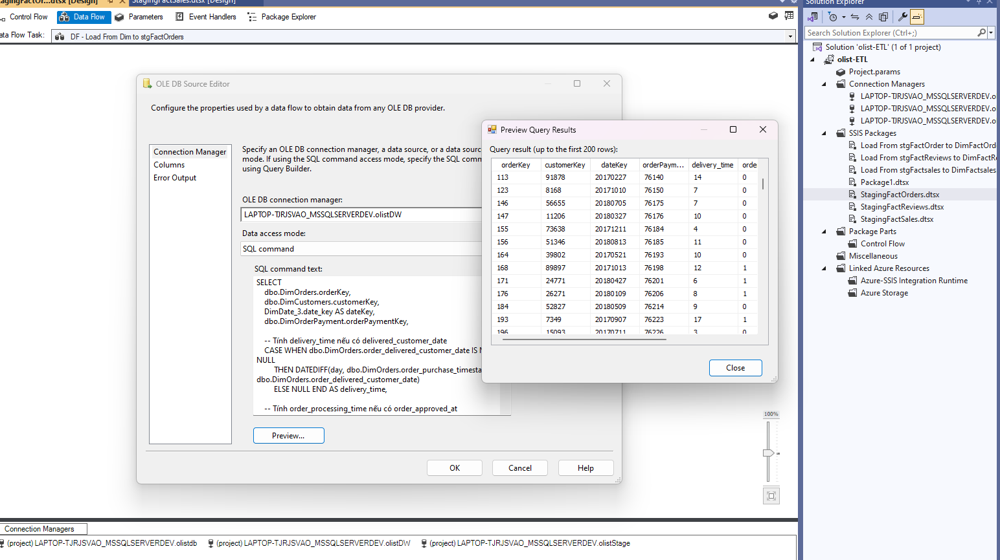 StagingFactSales.dtsx [Design]
Control Flow
Data Flow
Parameters
Event Handlers
Package Explorer
Data Flow Task:
DF - Load From Dim to stgFactOrders
OLE DB Source Editor
Configure the properties used by a data flow to obtain data from any OLE DB provider.
Connection Manager
Columns
Error Output
Specify an OLE DB connection manager, a data source, or a data sourc
mode. If using the SQL command access mode, specify the SQL comm
using Query Builder.
OLE DB connection manager:
LAPTOP-TJRJSVAO_MSSQLSERVERDEV.olistDW
Data access mode:
SQL command
SQL command text:
SELECT
dbo.DimOrders.orderKey,
dbo.DimCustomers.customerKey,
DimDate_3.date_key AS dateKey,
dbo.DimOrderPayment.orderPaymentKey,
-- Tính delivery_time nếu có delivered_customer_date
CASE WHEN dbo.DimOrders.order_delivered_customer_date IS
NULL
THEN DATEDIFF(day, dbo.DimOrders.order_purchase_timesta
dbo.DimOrders.order_delivered_customer_date)
ELSE NULL END AS delivery_time,
-- Tính order_processing_time nếu có order_approved_at
Preview...
OK
Cancel
Help
Preview Query Results
Query result (up to the first 200 rows):
orderKey customerKey dateKey orderPaym... delivery_time orde
113 91878 20170227 76140 14 0
123 8168 20171010 76150 7 0
146 56655 20180705 76175 7 0
147 11206 20180327 76176 10 0
155 73638 20171211 76184 4 0
156 51346 20180813 76185 11 0
164 39802 20170521 76193 10 0
168 89897 20171013 76198 12 1
171 24771 20180427 76201 6 1
176 26271 20180109 76206 8 1
184 52827 20180509 76214 9 0
193 7349 20170907 76223 17 1
196 15093 20170711 76226 3 0
Close
100%
Connection Managers
(project) LAPTOP-TJRJSVAO_MSSQLSERVERDEV.olistdb
(project) LAPTOP-TJRJSVAO_MSSQLSERVERDEV.olistDW
(project) LAPTOP-TJRJSVAO_MSSQLSERVERDEV.olistStage
Solution Explorer
Search Solution Explorer (Ctrl+;)
Solution 'olist-ETL' (1 of 1 project)
olist-ETL
Project.params
Connection Managers
LAPTOP-TJRJSVAO_MSSQLSERVERDEV.o
LAPTOP-TJRJSVAO_MSSQLSERVERDEV.o
LAPTOP-TJRJSVAO_MSSQLSERVERDEV.o
SSIS Packages
Load From stgFactOrder to DimFactOrd
Load From stgFactReviews to DimFactR
Load From stgFactsales to DimFactsales
Package1.dtsx
StagingFactOrders.dtsx
StagingFactReviews.dtsx
StagingFactSales.dtsx
Package Parts
Control Flow
Miscellaneous
Linked Azure Resources
Azure-SSIS Integration Runtime
Azure Storage